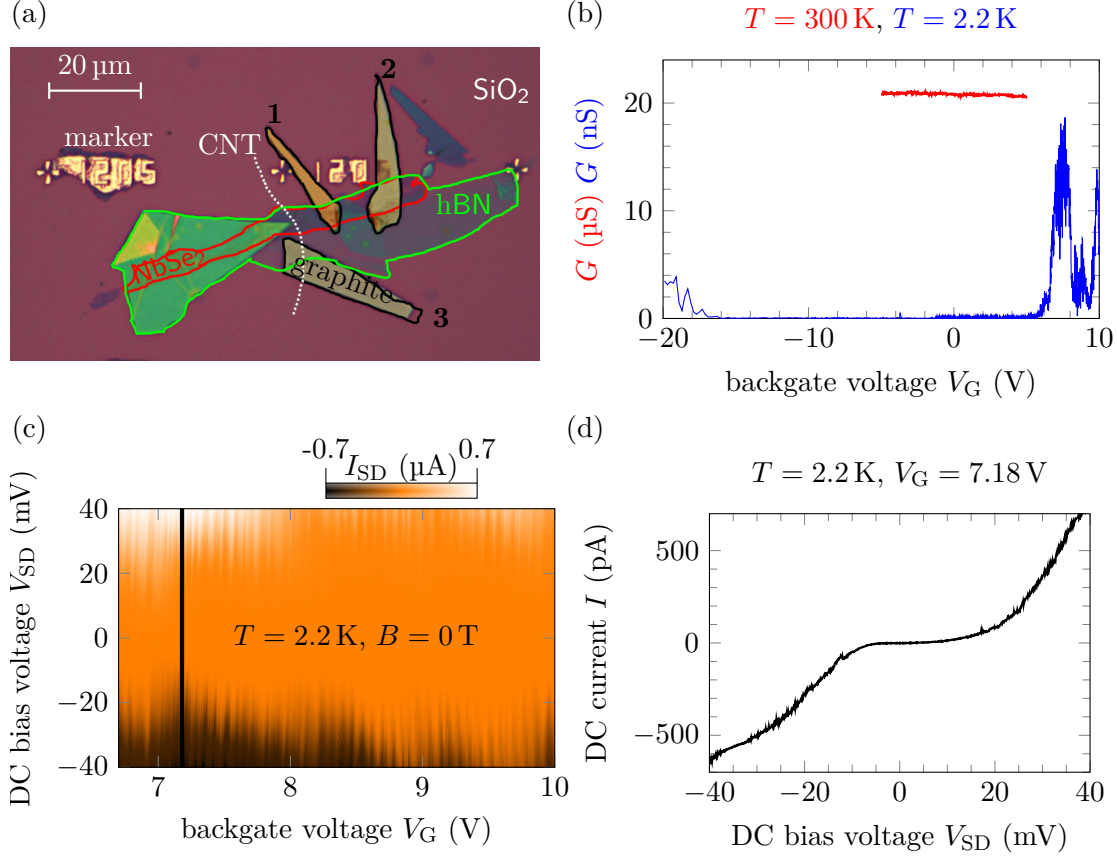 (a)
20 µm
SiO2
marker
CNT
1
2
1205
120
hBN
NbSe2
graphite
3
(b)
T = 300 K, T = 2.2 K
G (µS) G (nS)
20
10
0
−20
−10
0
10
backgate voltage VG (V)
(c)
-0.7
0.7
ISD (µA)
DC bias voltage VSD (mV)
40
20
0
−20
−40
T = 2.2 K, B = 0 T
7
8
9
10
backgate voltage VG (V)
(d)
T = 2.2 K, VG = 7.18 V
DC current I (pA)
500
0
−500
−40
−20
0
20
40
DC bias voltage VSD (mV)